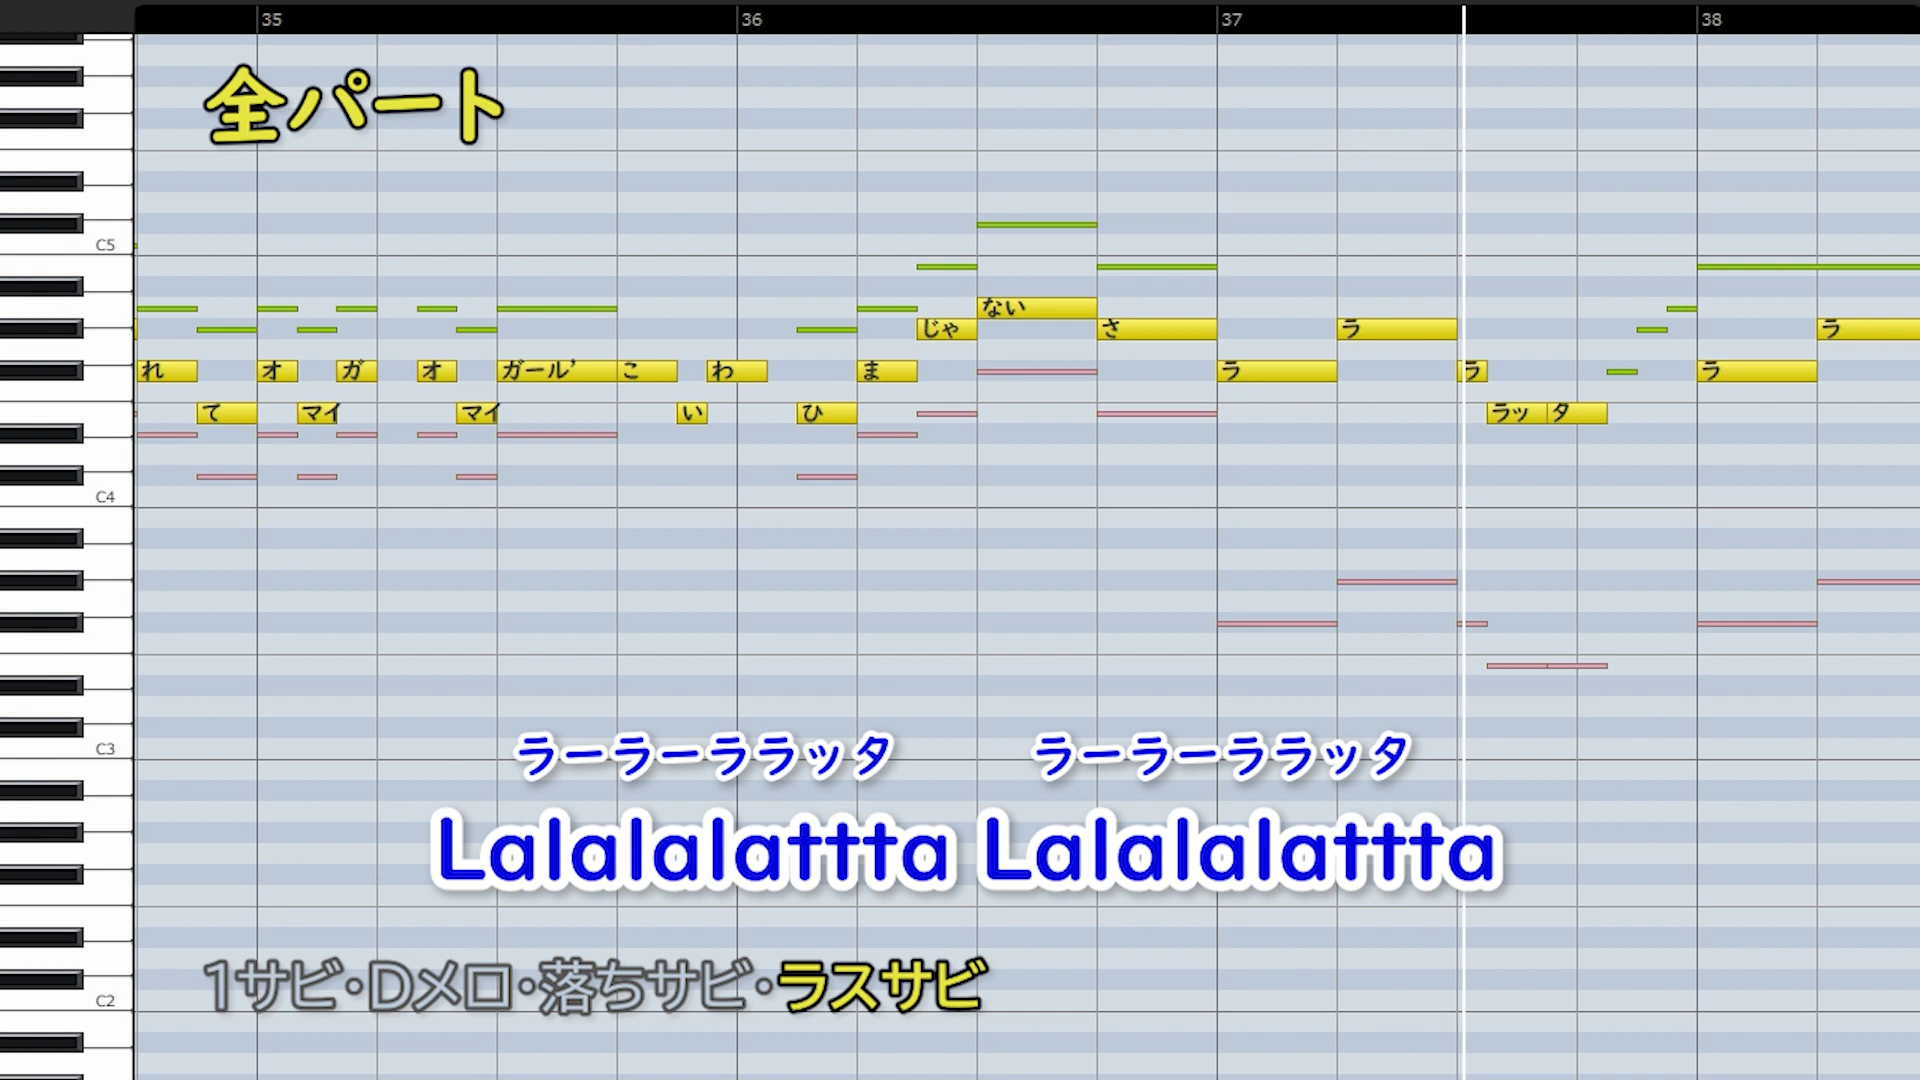 35 36 37 38
全パート
C5
ない
じゃ さ ラ ラ
れ オ ガ オ ガール’ こ わ ま ラ ラ ラ
て マイ マイ い ひ ラッ タ
C4
C3
ラーラーララッタ ラーラーララッタ
Lalalalattta Lalalalattta
1サビ・Dメロ・落ちサビ・ラスサビ
C2